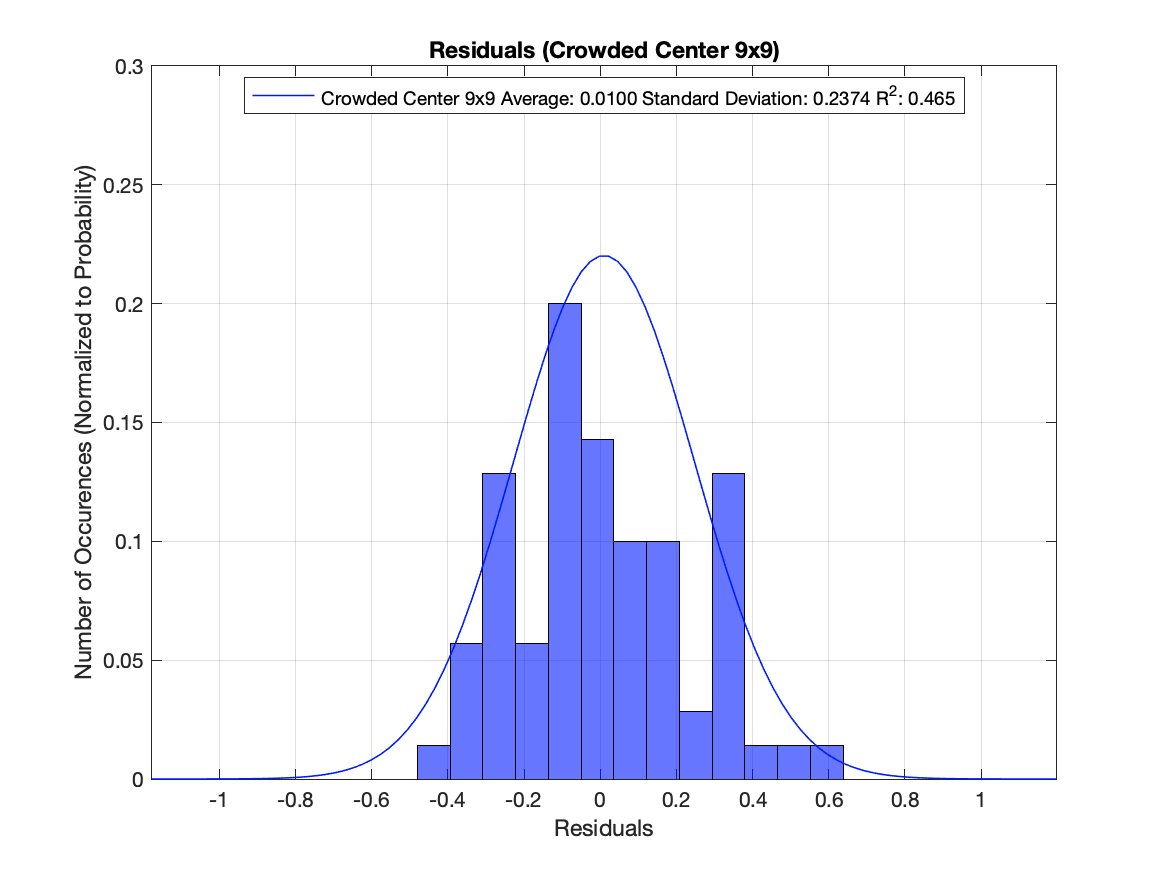 Residuals (Crowded Center 9x9)
Crowded Center 9x9 Average: 0.0100 Standard Deviation: 0.2374 R²: 0.465
Number of Occurences (Normalized to Probability)
0.3
0.25
0.2
0.15
0.1
0.05
0
-1 -0.8 -0.6 -0.4 -0.2 0 0.2 0.4 0.6 0.8 1
Residuals